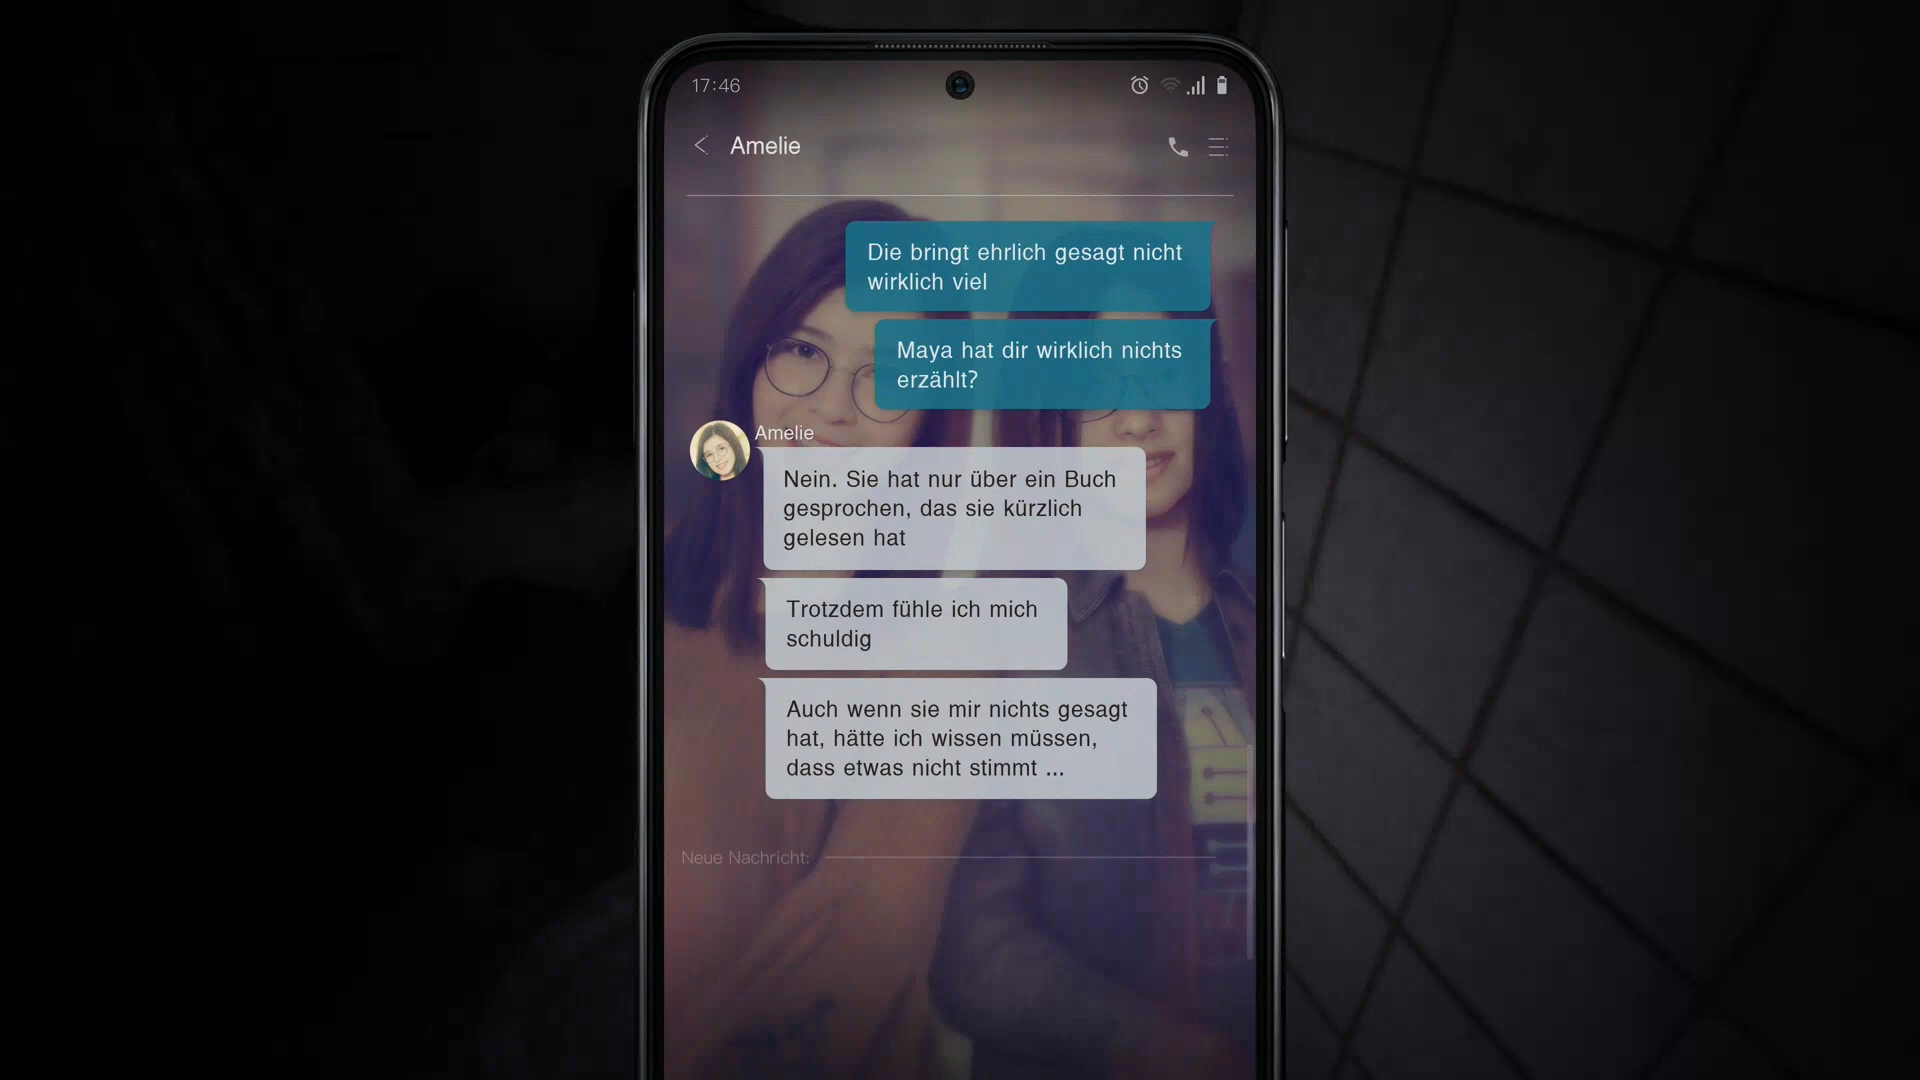 17:46
Amelie
Die bringt ehrlich gesagt nicht
wirklich viel
Maya hat dir wirklich nichts
erzählt?
Amelie
Nein. Sie hat nur über ein Buch
gesprochen, das sie kürzlich
gelesen hat
Trotzdem fühle ich mich
schuldig
Auch wenn sie mir nichts gesagt
hat, hätte ich wissen müssen,
dass etwas nicht stimmt ...
Neue Nachricht: